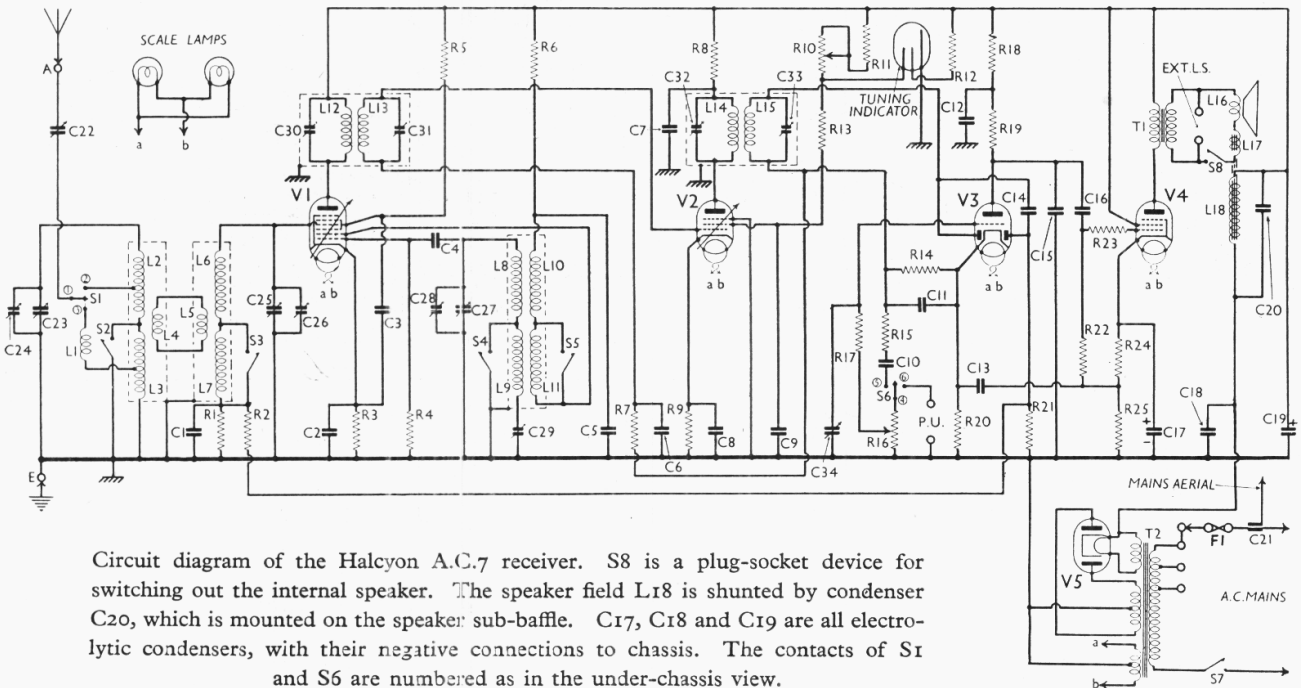 SCALE LAMPS
a b
A
C22
C24
C23
S1
① ② ③
L1
S2
L2
L3
L4
L5
L6
L7
S3
C1
R1
R2
E
C25
C26
L12
L13
C30
C31
V1
a b
C2
R3
C3
R4
R5
C4
R6
L8
L10
C28
C27
S4
S5
L9
L11
C29
C5
R7
C6
R8
C32
C33
L14
L15
C7
V2
a b
R9
C8
C9
R10
R11
TUNING
INDICATOR
R12
R13
R18
C12
R19
V3
a b
C14
C15
C16
R14
C11
R15
C10
R17
⑤ ⑥
S6
④
P.U.
R16
C34
C13
R20
R21
R22
R23
V4
a b
R24
R25
C17
+
−
C18
C19
+
T1
EXT.L.S.
L16
L17
S8
L18
C20
MAINS AERIAL
V5
T2
F1
C21
A.C.MAINS
a
b
S7
Circuit diagram of the Halcyon A.C.7 receiver. S8 is a plug-socket device for
switching out the internal speaker. The speaker field L18 is shunted by condenser
C20, which is mounted on the speaker sub-baffle. C17, C18 and C19 are all electro-
lytic condensers, with their negative connections to chassis. The contacts of S1
and S6 are numbered as in the under-chassis view.